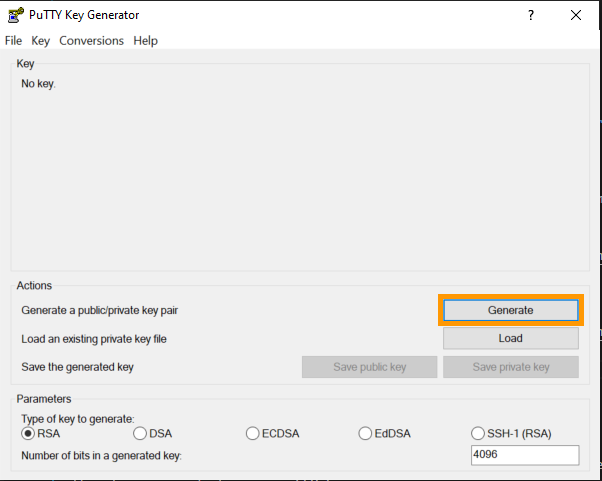 PuTTY Key Generator ?
File Key Conversions Help
Key
No key.
Actions
Generate a public/private key pair Generate
Load an existing private key file Load
Save the generated key Save public key Save private key
Parameters
Type of key to generate:
RSA DSA ECDSA EdDSA SSH-1 (RSA)
Number of bits in a generated key: 4096